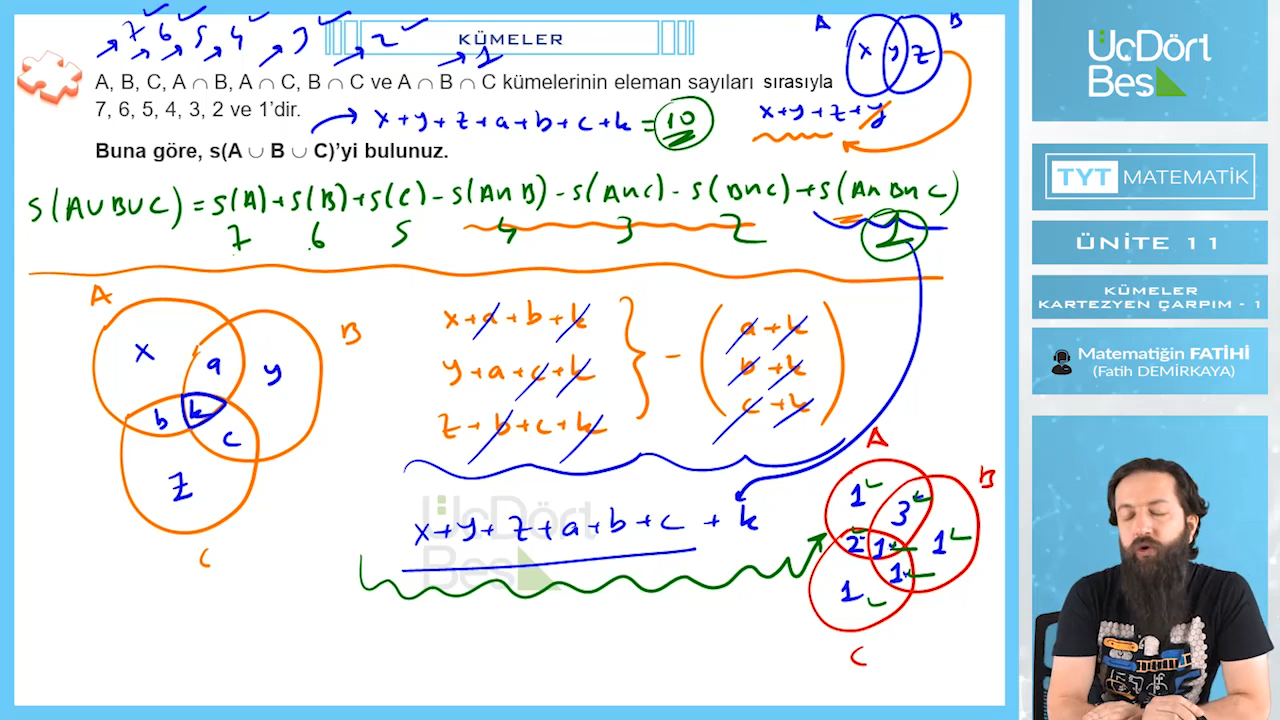 7 6 5 4 3 2 1
KÜMELER
A, B, C, A ∩ B, A ∩ C, B ∩ C ve A ∩ B ∩ C kümelerinin eleman sayıları sırasıyla
7, 6, 5, 4, 3, 2 ve 1'dir.
x+y+z+a+b+c+k = 10
Buna göre, s(A ∪ B ∪ C)'yi bulunuz.
A B
x y z
x+y+z+y
s(A∪B∪C) = s(A)+s(B)+s(C) - s(A∩B) - s(A∩C) - s(B∩C) + s(A∩B∩C)
7 6 5 4 3 2 1
A B
x a y
b k c
z
C
x+a+b+k
y+a+c+k
z+b+c+k
- ( a+k
b+k
c+k )
x+y+z+a+b+c + k
A B
1 3
2 1 1
1
1
C
ÜçDört
Beş
ÜçDört
Beş
TYT MATEMATİK
ÜNİTE 11
KÜMELER
KARTEZYEN ÇARPIM - 1
Matematiğin FATİHİ
(Fatih DEMİRKAYA)